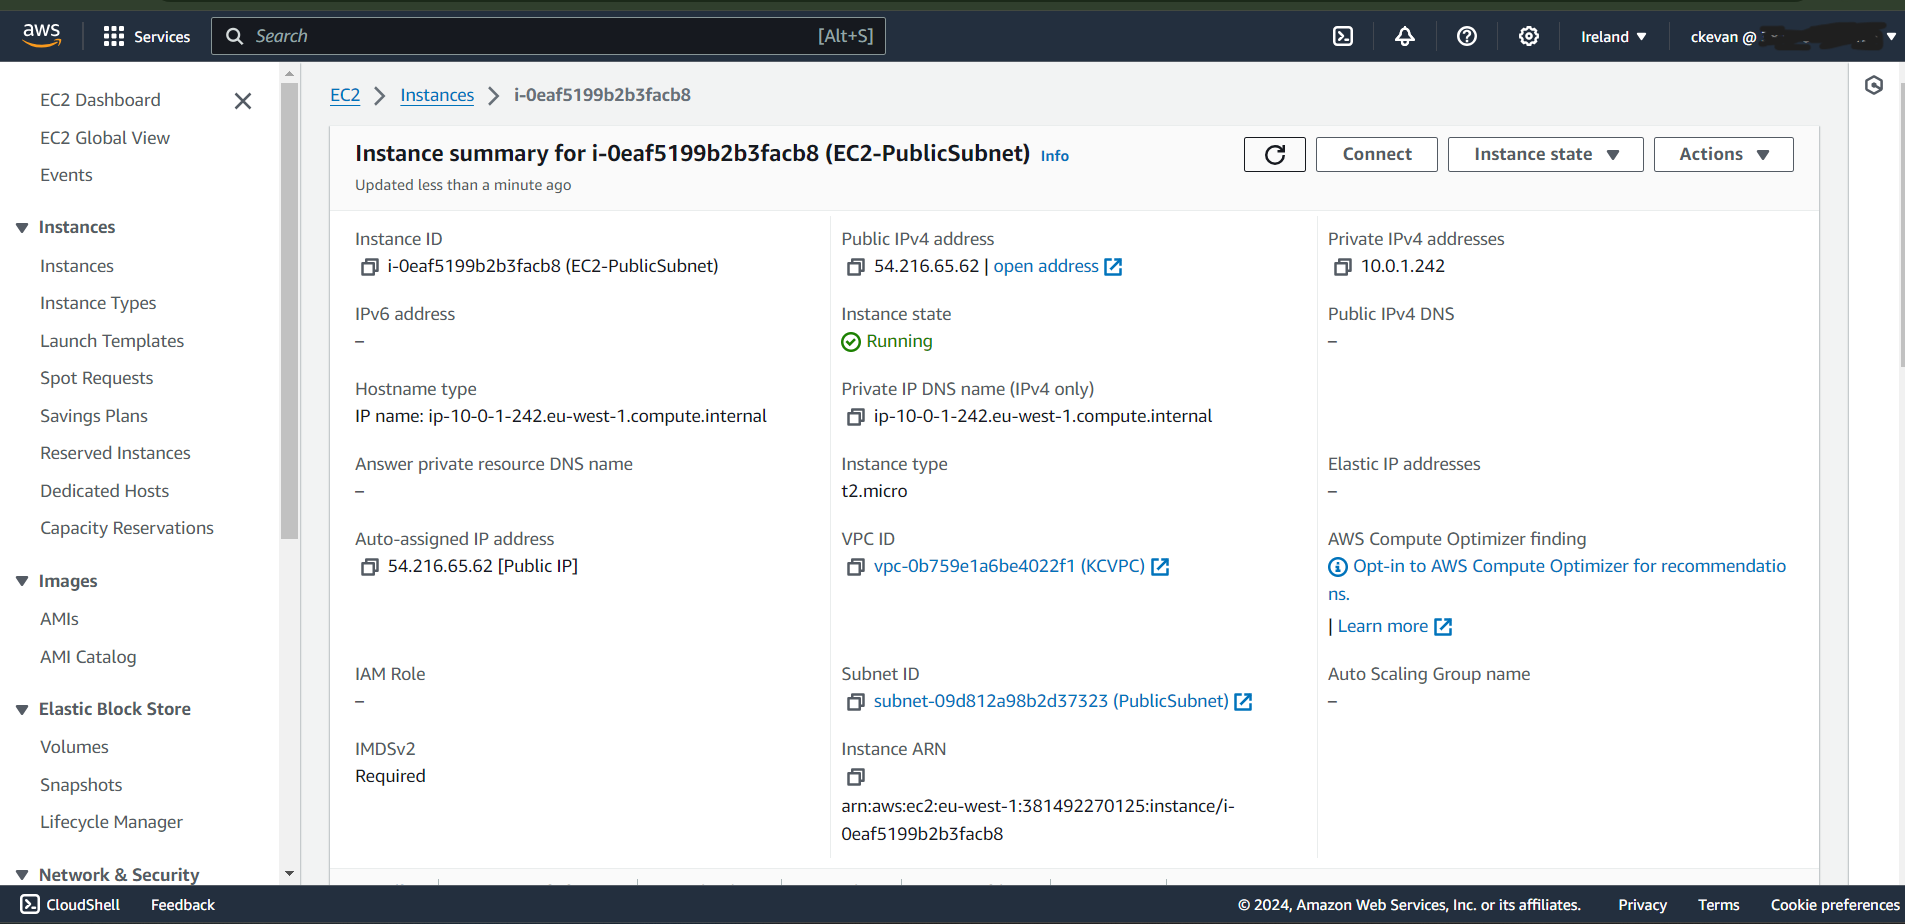 aws
Services
Search
[Alt+S]
Ireland
ckevan @
EC2 Dashboard
EC2 Global View
Events
Instances
Instances
Instance Types
Launch Templates
Spot Requests
Savings Plans
Reserved Instances
Dedicated Hosts
Capacity Reservations
Images
AMIs
AMI Catalog
Elastic Block Store
Volumes
Snapshots
Lifecycle Manager
Network & Security
EC2 > Instances > i-0eaf5199b2b3facb8
Instance summary for i-0eaf5199b2b3facb8 (EC2-PublicSubnet) Info
Updated less than a minute ago
Connect
Instance state
Actions
Instance ID
i-0eaf5199b2b3facb8 (EC2-PublicSubnet)
Public IPv4 address
54.216.65.62 | open address
Private IPv4 addresses
10.0.1.242
IPv6 address
–
Instance state
Running
Public IPv4 DNS
–
Hostname type
IP name: ip-10-0-1-242.eu-west-1.compute.internal
Private IP DNS name (IPv4 only)
ip-10-0-1-242.eu-west-1.compute.internal
Answer private resource DNS name
–
Instance type
t2.micro
Elastic IP addresses
–
Auto-assigned IP address
54.216.65.62 [Public IP]
VPC ID
vpc-0b759e1a6be4022f1 (KCVPC)
AWS Compute Optimizer finding
Opt-in to AWS Compute Optimizer for recommendatio
ns.
| Learn more
IAM Role
–
Subnet ID
subnet-09d812a98b2d37323 (PublicSubnet)
Auto Scaling Group name
–
IMDSv2
Required
Instance ARN
arn:aws:ec2:eu-west-1:381492270125:instance/i-
0eaf5199b2b3facb8
CloudShell
Feedback
© 2024, Amazon Web Services, Inc. or its affiliates.
Privacy
Terms
Cookie preferences